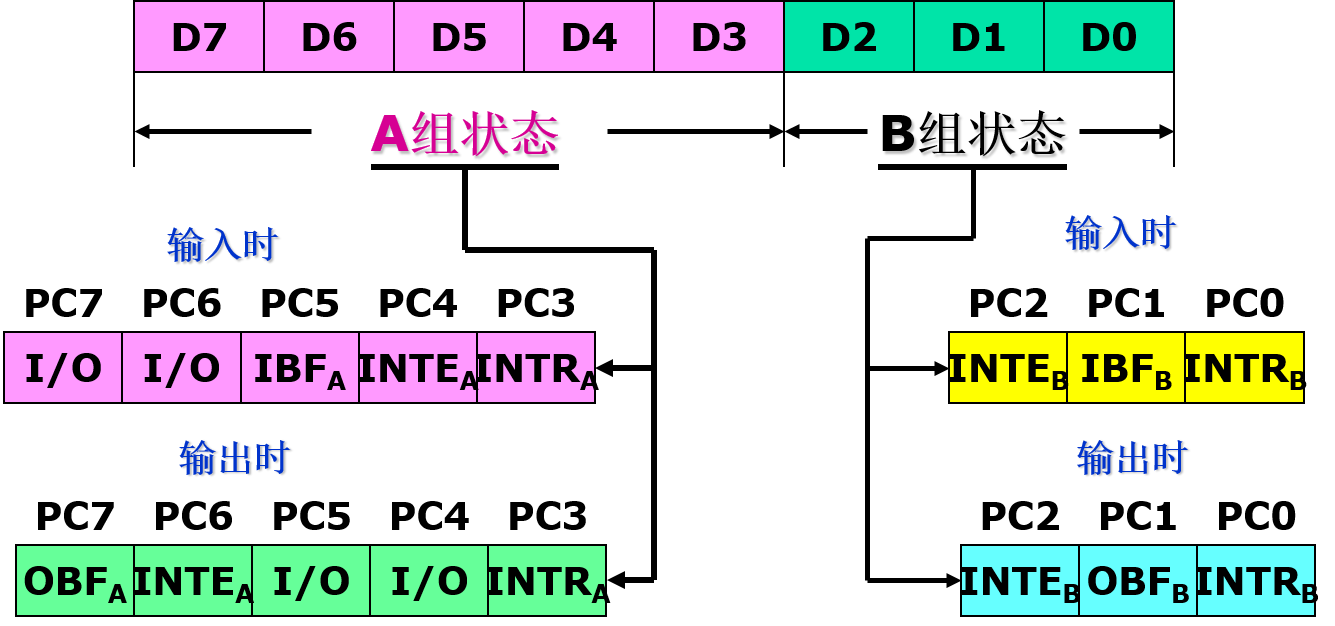 D7 D6 D5 D4 D3 D2 D1 D0
A组状态 B组状态
输入时 输入时
PC7 PC6 PC5 PC4 PC3 PC2 PC1 PC0
I/O I/O IBFA INTEA INTRA INTEB IBFB INTRB
输出时 输出时
PC7 PC6 PC5 PC4 PC3 PC2 PC1 PC0
OBFA INTEA I/O I/O INTRA INTEB OBFB INTRB